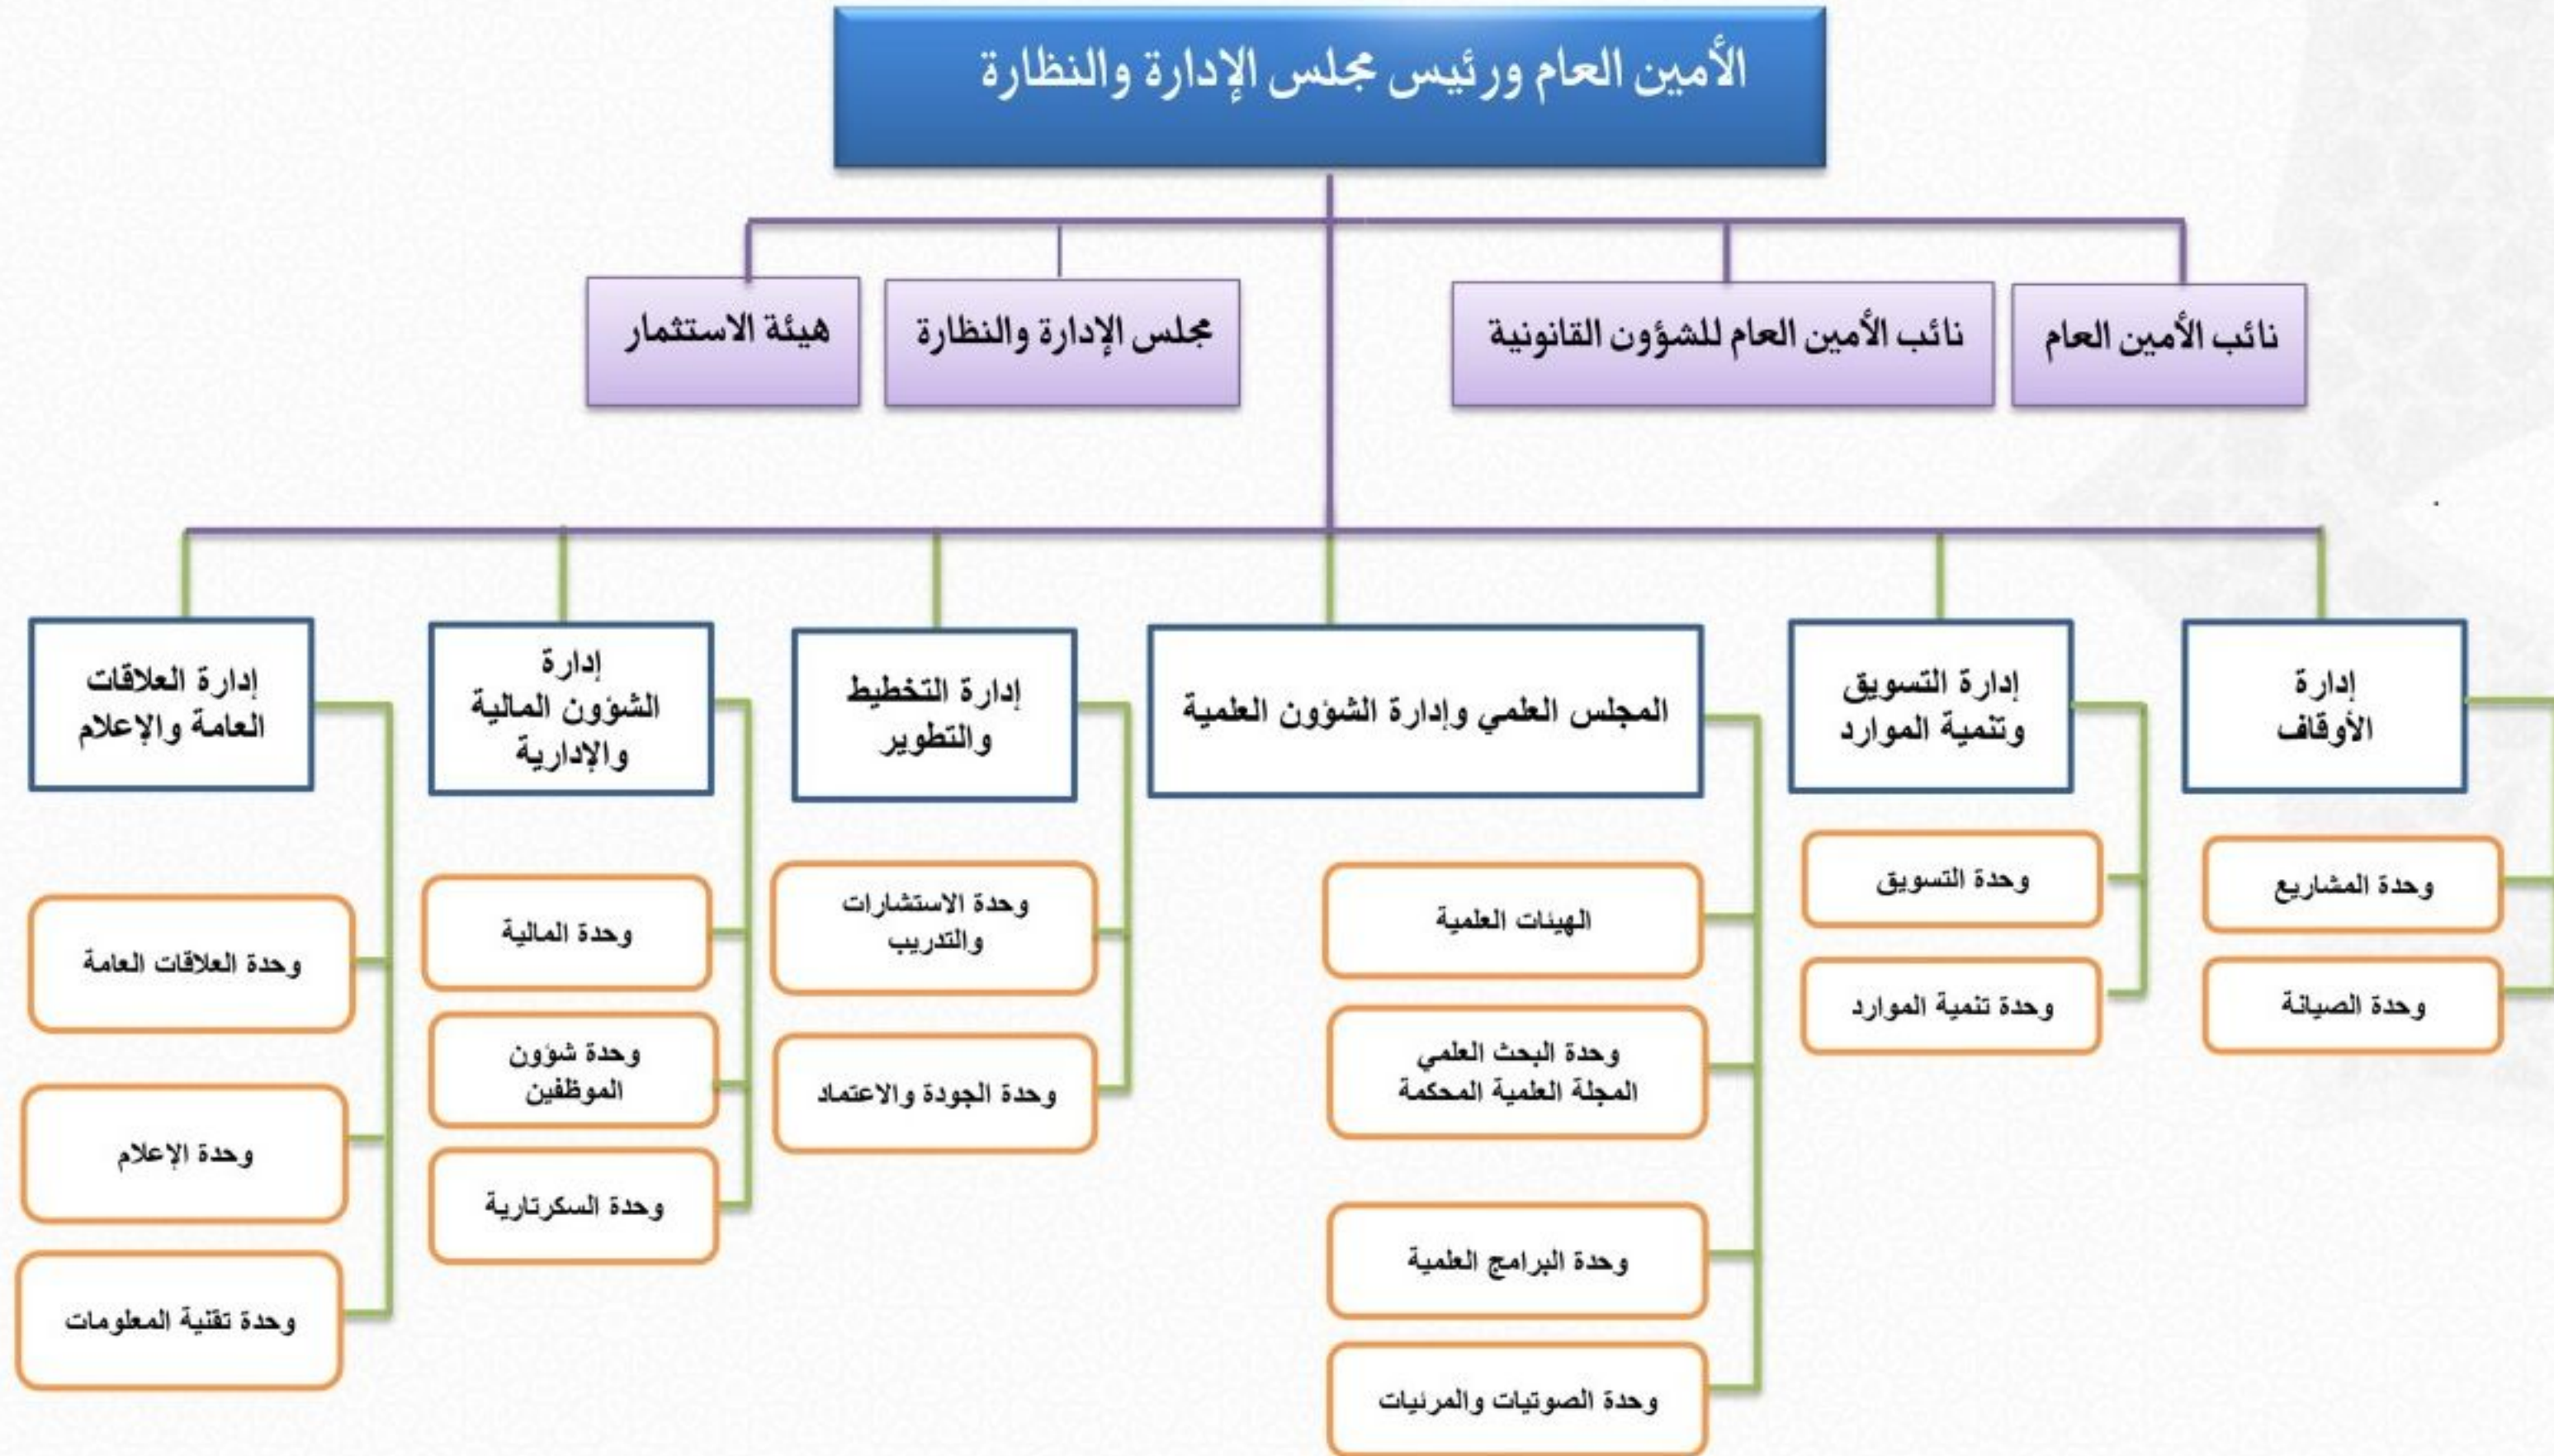 الأمين العام ورئيس مجلس الإدارة والنظارة
نائب الأمين العام
نائب الأمين العام للشؤون القانونية
مجلس الإدارة والنظارة
هيئة الاستثمار
إدارة
الأوقاف
وحدة المشاريع
وحدة الصيانة
إدارة التسويق
وتنمية الموارد
وحدة التسويق
وحدة تنمية الموارد
المجلس العلمي وإدارة الشؤون العلمية
الهيئات العلمية
وحدة البحث العلمي
المجلة العلمية المحكمة
وحدة البرامج العلمية
وحدة الصوتيات والمرئيات
إدارة التخطيط
والتطوير
وحدة الاستشارات
والتدريب
وحدة الجودة والاعتماد
إدارة
الشؤون المالية
والإدارية
وحدة المالية
وحدة شؤون
الموظفين
وحدة السكرتارية
إدارة العلاقات
العامة والإعلام
وحدة العلاقات العامة
وحدة الإعلام
وحدة تقنية المعلومات